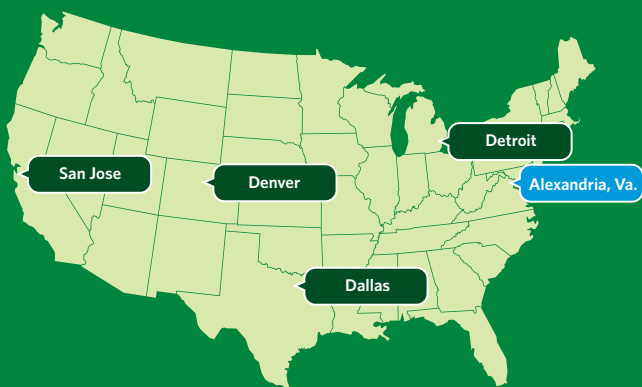 Detroit
San Jose
Denver
Alexandria, Va.
Dallas